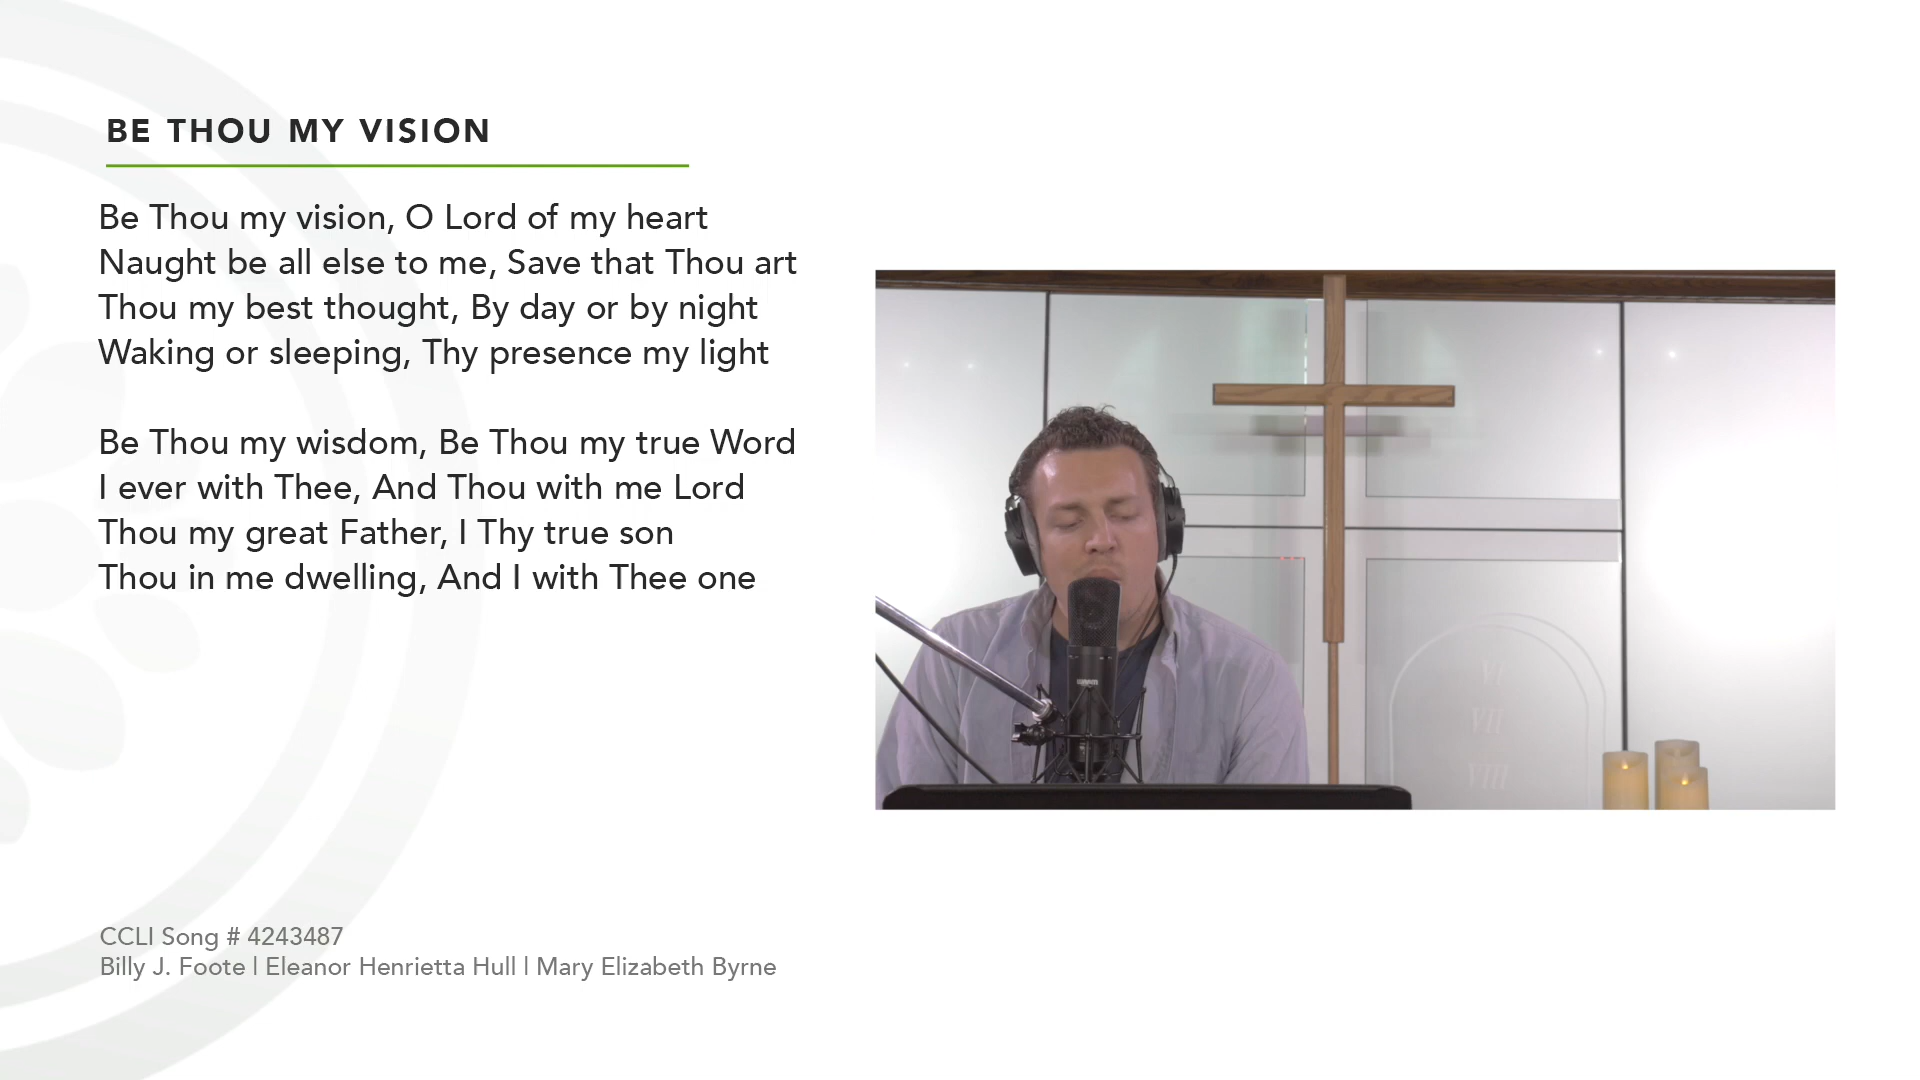 BE THOU MY VISION
Be Thou my vision, O Lord of my heart
Naught be all else to me, Save that Thou art
Thou my best thought, By day or by night
Waking or sleeping, Thy presence my light
Be Thou my wisdom, Be Thou my true Word
I ever with Thee, And Thou with me Lord
Thou my great Father, I Thy true son
Thou in me dwelling, And I with Thee one
VI
VII
VIII
CCLI Song # 4243487
Billy J. Foote | Eleanor Henrietta Hull | Mary Elizabeth Byrne